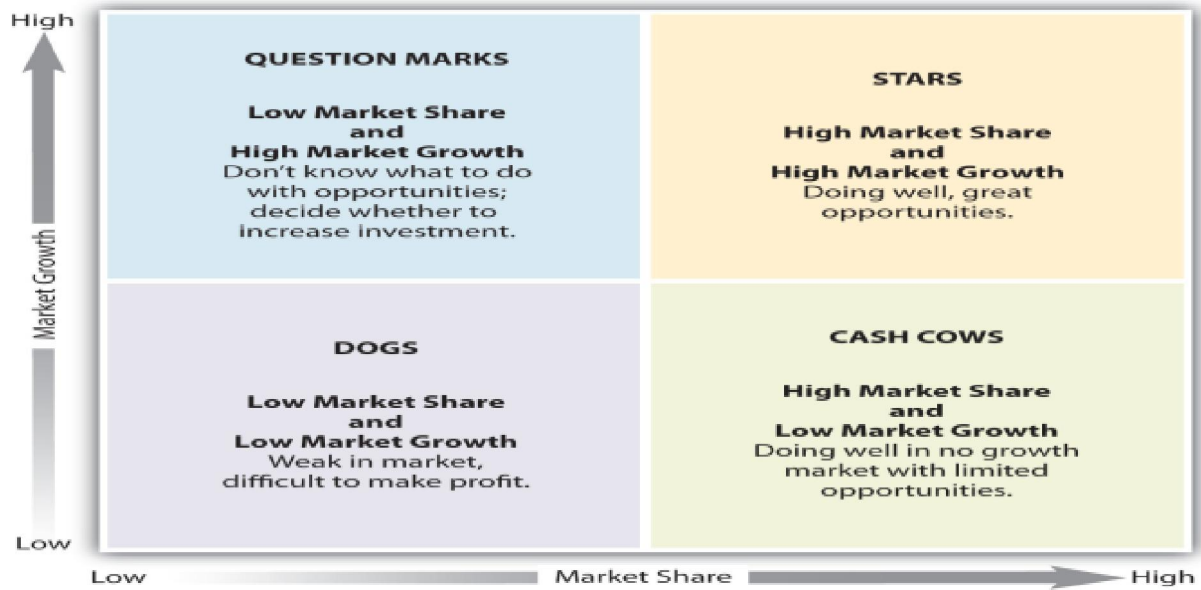 High
QUESTION MARKS
Low Market Share
and
High Market Growth
Don't know what to do
with opportunities;
decide whether to
increase investment.
STARS
High Market Share
and
High Market Growth
Doing well, great
opportunities.
Market Growth
DOGS
Low Market Share
and
Low Market Growth
Weak in market,
difficult to make profit.
CASH COWS
High Market Share
and
Low Market Growth
Doing well in no growth
market with limited
opportunities.
Low
Low
Market Share
High